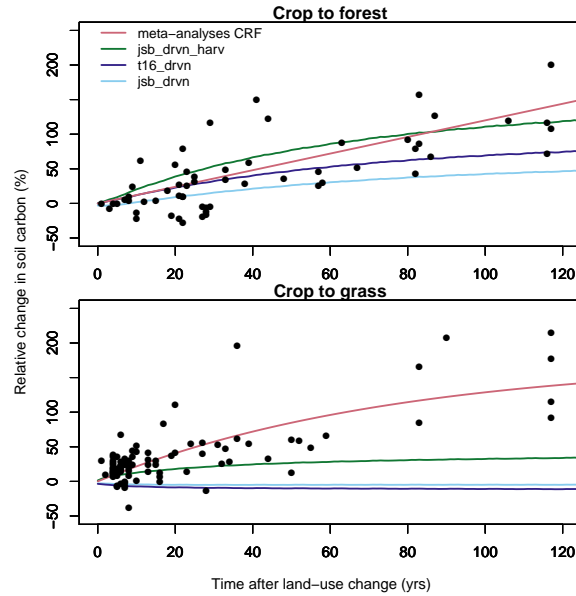 Crop to forest
meta−analyses CRF
jsb_drvn_harv
t16_drvn
jsb_drvn
200
100
50
0
−50
0 20 40 60 80 100 120
Relative change in soil carbon (%)
Crop to grass
200
100
50
0
−50
0 20 40 60 80 100 120
Time after land−use change (yrs)